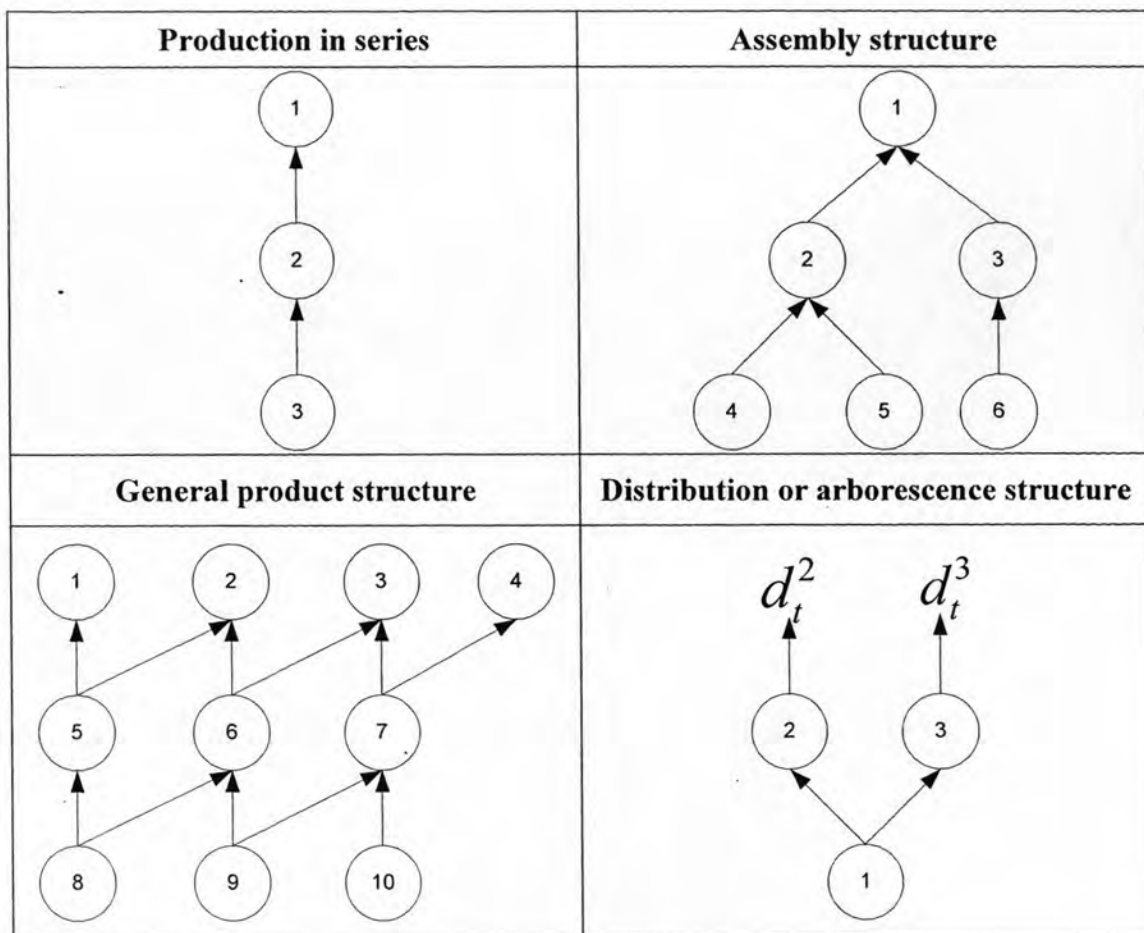 Production in series
Assembly structure
1
2
3
1
2 3
4 5 6
General product structure
Distribution or arborescence structure
1 2 3 4
5 6 7
8 9 10
d_t^2 d_t^3
2 3
1